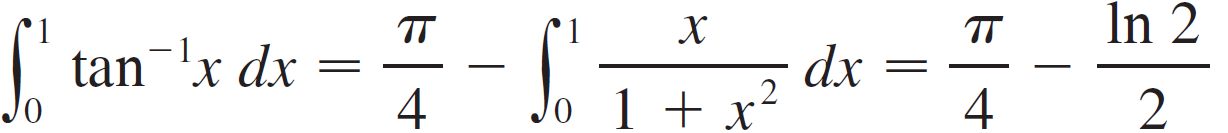 ∫₀¹ tan⁻¹x dx = π/4 − ∫₀¹ x/(1 + x²) dx = π/4 − ln 2/2